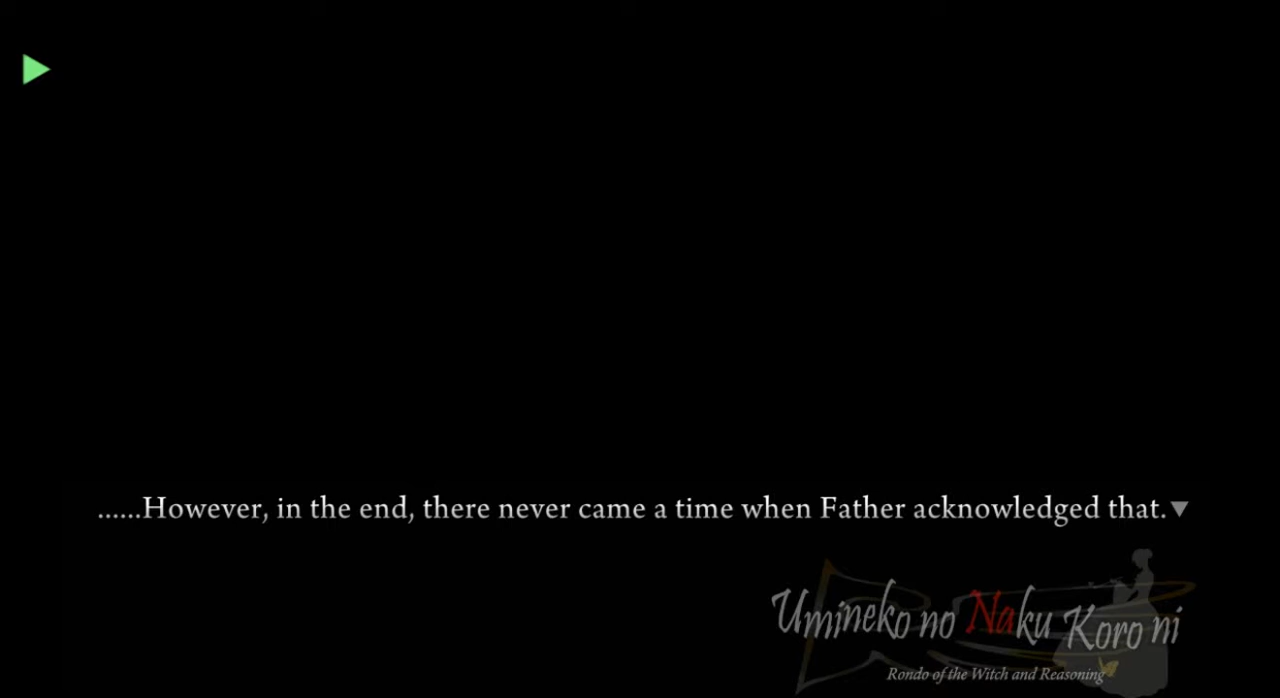 ......However, in the end, there never came a time when Father acknowledged that.
Umineko no Naku Koro ni
Rondo of the Witch and Reasoning